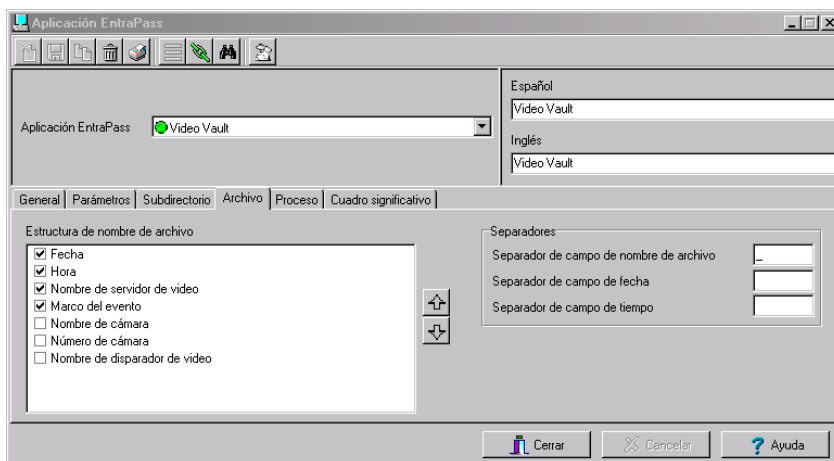 Aplicación EntraPass
Aplicación EntraPass
Video Vault
Español
Video Vault
Inglés
Video Vault
General
Parámetros
Subdirectorio
Archivo
Proceso
Cuadro significativo
Estructura de nombre de archivo
Fecha
Hora
Nombre de servidor de video
Marco del evento
Nombre de cámara
Número de cámara
Nombre de disparador de video
Separadores
Separador de campo de nombre de archivo _
Separador de campo de fecha
Separador de campo de tiempo
Cerrar
Cancelar
Ayuda